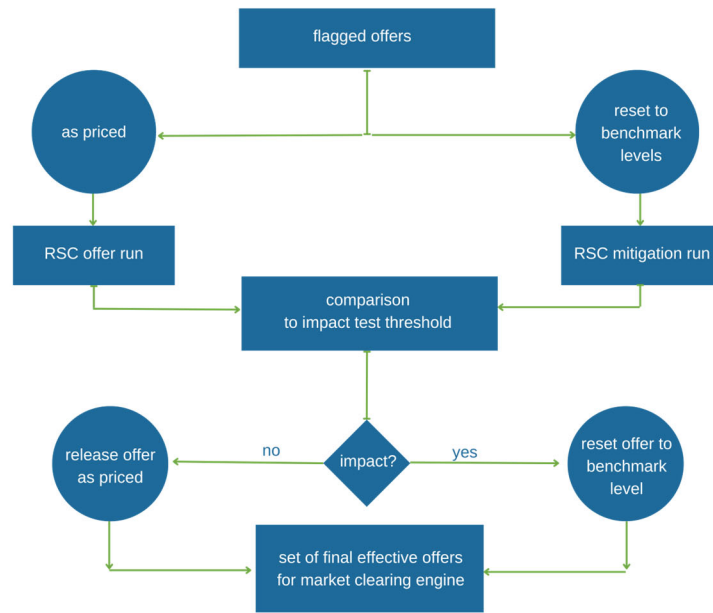 flagged offers
as priced
reset to
benchmark
levels
RSC offer run
RSC mitigation run
comparison
to impact test threshold
no
impact?
yes
release offer
as priced
reset offer to
benchmark
level
set of final effective offers
for market clearing engine